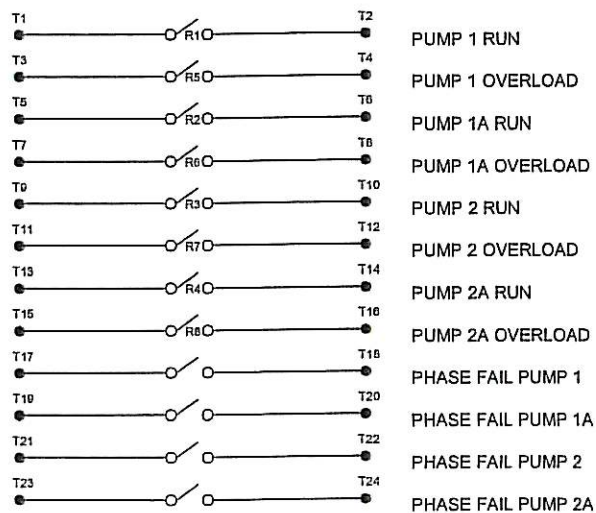 T1 R1 T2 PUMP 1 RUN
T3 R5 T4 PUMP 1 OVERLOAD
T5 R2 T6 PUMP 1A RUN
T7 R6 T8 PUMP 1A OVERLOAD
T9 R3 T10 PUMP 2 RUN
T11 R7 T12 PUMP 2 OVERLOAD
T13 R4 T14 PUMP 2A RUN
T15 R8 T16 PUMP 2A OVERLOAD
T17 T18 PHASE FAIL PUMP 1
T19 T20 PHASE FAIL PUMP 1A
T21 T22 PHASE FAIL PUMP 2
T23 T24 PHASE FAIL PUMP 2A